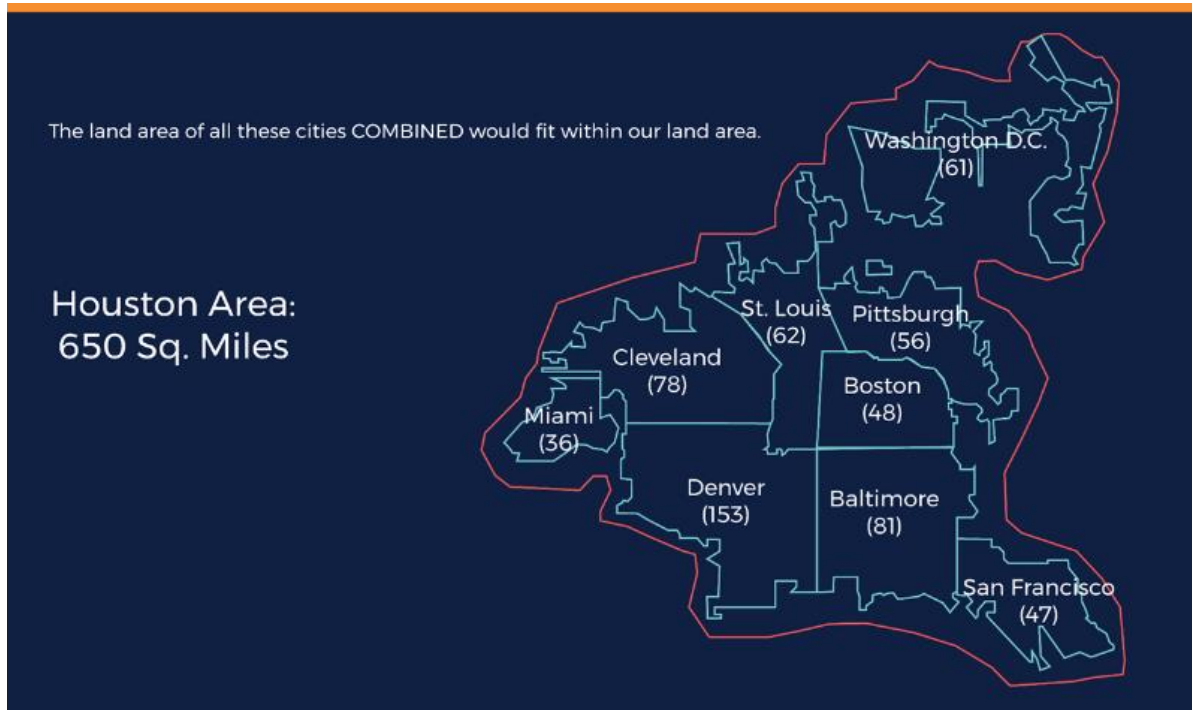 The land area of all these cities COMBINED would fit within our land area.
Houston Area:
650 Sq. Miles
Washington D.C.
(61)
St. Louis
(62)
Pittsburgh
(56)
Cleveland
(78)
Boston
(48)
Miami
(36)
Denver
(153)
Baltimore
(81)
San Francisco
(47)